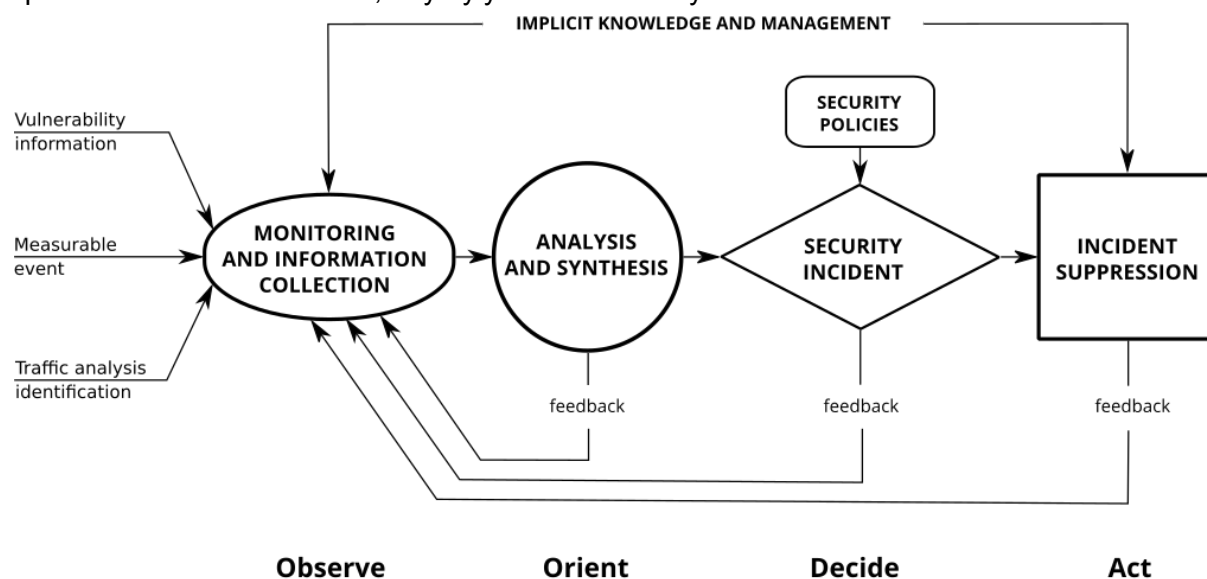 IMPLICIT KNOWLEDGE AND MANAGEMENT
SECURITY
POLICIES
Vulnerability
information
Measurable
event
Traffic analysis
identification
MONITORING
AND INFORMATION
COLLECTION
ANALYSIS
AND SYNTHESIS
SECURITY
INCIDENT
INCIDENT
SUPPRESSION
feedback
feedback
feedback
Observe
Orient
Decide
Act